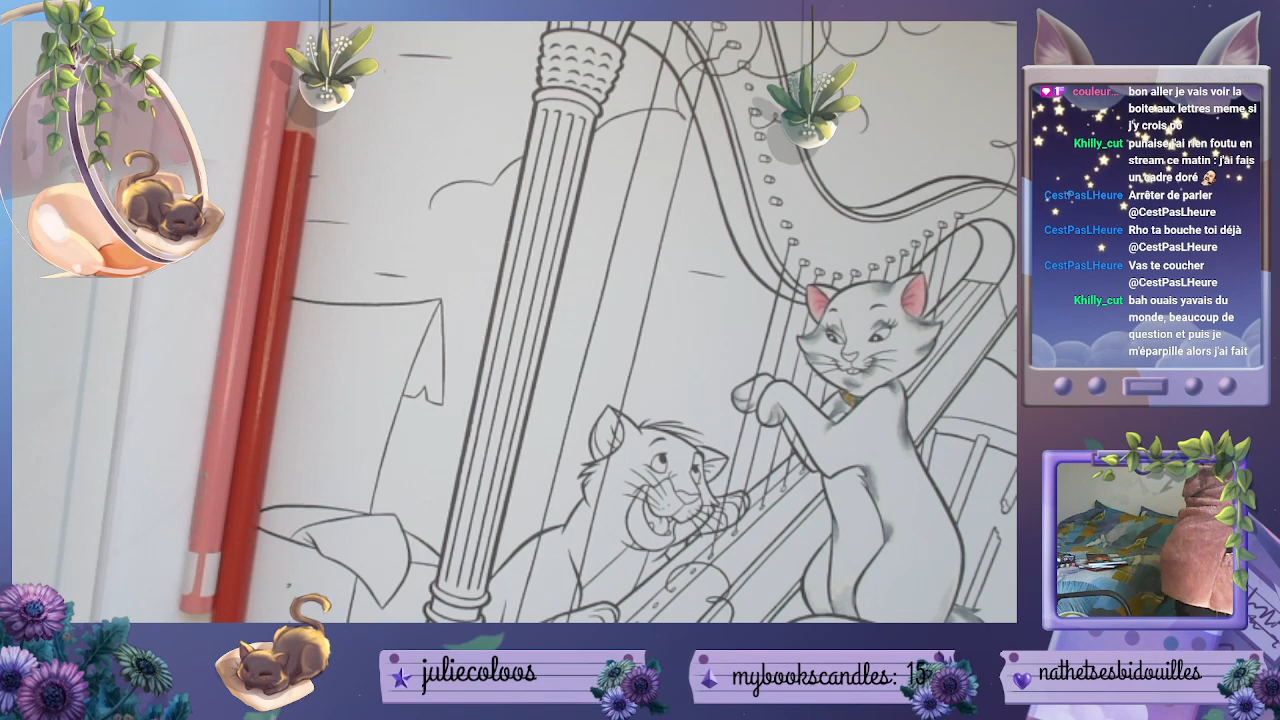 couleur... bon aller je vais voir la
boite aux lettres meme si
j'y crois po
Khilly_cut punaise j'ai rien foutu en
stream ce matin : j'ai fais
un cadre doré
CestPasLHeure Arrêter de parler
@CestPasLheure
CestPasLHeure Rho ta bouche toi déjà
@CestPasLHeure
CestPasLHeure Vas te coucher
@CestPasLHeure
Khilly_cut bah ouais yavais du
monde, beaucoup de
question et puis je
m'éparpille alors j'ai fait
juliecoloos
mybookscandles: 15
nathetsesbidouilles